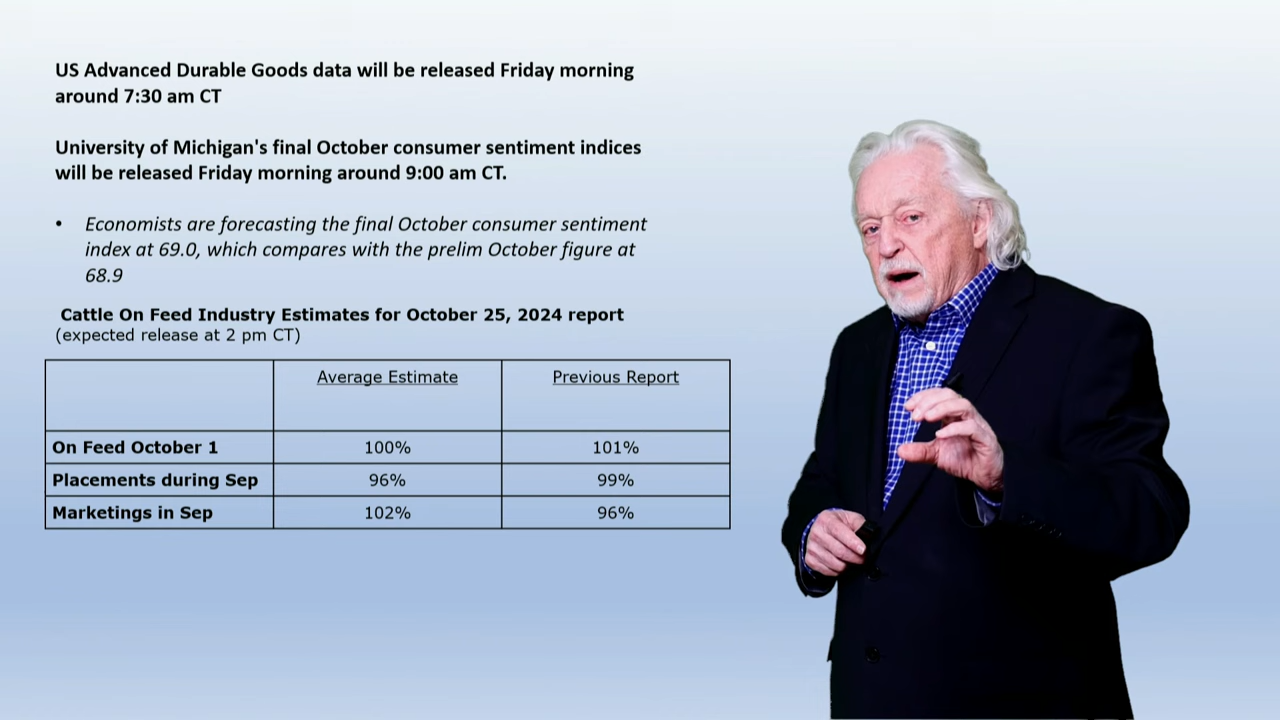 US Advanced Durable Goods data will be released Friday morning
around 7:30 am CT
University of Michigan's final October consumer sentiment indices
will be released Friday morning around 9:00 am CT.
• Economists are forecasting the final October consumer sentiment
index at 69.0, which compares with the prelim October figure at
68.9
Cattle On Feed Industry Estimates for October 25, 2024 report
(expected release at 2 pm CT)
Average Estimate Previous Report
On Feed October 1 100% 101%
Placements during Sep 96% 99%
Marketings in Sep 102% 96%